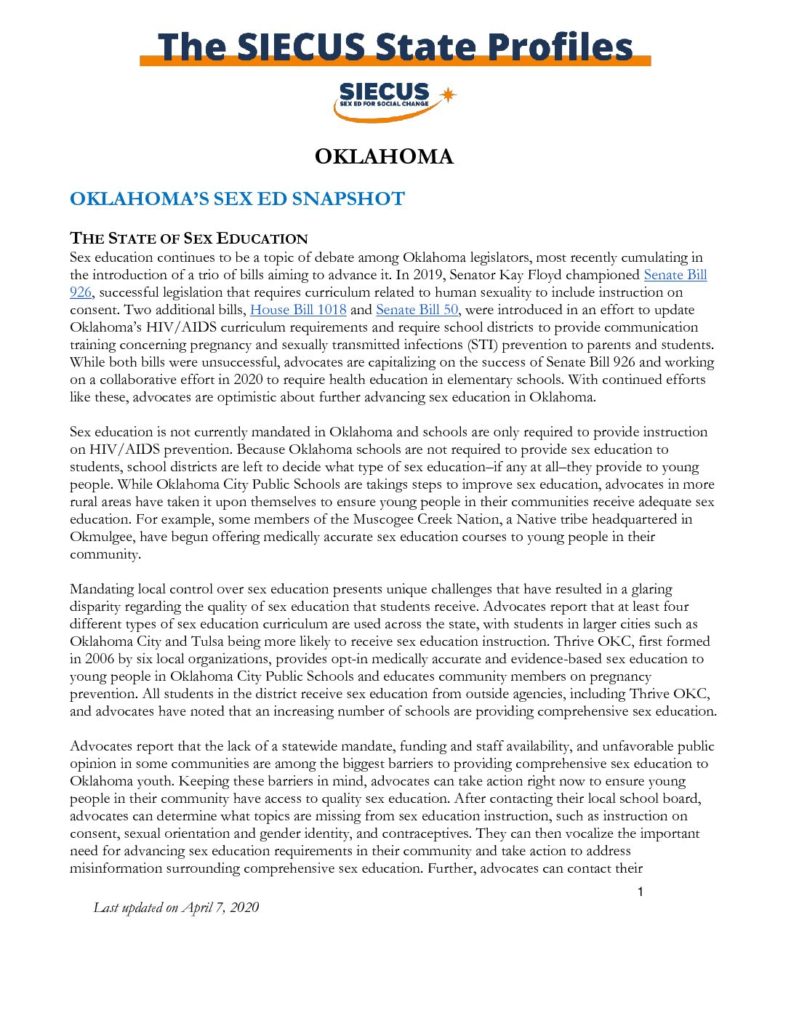 The SIECUS State Profiles
SIECUS
SEX ED FOR SOCIAL CHANGE
OKLAHOMA
OKLAHOMA'S SEX ED SNAPSHOT
THE STATE OF SEX EDUCATION
Sex education continues to be a topic of debate among Oklahoma legislators, most recently cumulating in
the introduction of a trio of bills aiming to advance it. In 2019, Senator Kay Floyd championed Senate Bill
926, successful legislation that requires curriculum related to human sexuality to include instruction on
consent. Two additional bills, House Bill 1018 and Senate Bill 50, were introduced in an effort to update
Oklahoma's HIV/AIDS curriculum requirements and require school districts to provide communication
training concerning pregnancy and sexually transmitted infections (STI) prevention to parents and students.
While both bills were unsuccessful, advocates are capitalizing on the success of Senate Bill 926 and working
on a collaborative effort in 2020 to require health education in elementary schools. With continued efforts
like these, advocates are optimistic about further advancing sex education in Oklahoma.
Sex education is not currently mandated in Oklahoma and schools are only required to provide instruction
on HIV/AIDS prevention. Because Oklahoma schools are not required to provide sex education to
students, school districts are left to decide what type of sex education–if any at all–they provide to young
people. While Oklahoma City Public Schools are takings steps to improve sex education, advocates in more
rural areas have taken it upon themselves to ensure young people in their communities receive adequate sex
education. For example, some members of the Muscogee Creek Nation, a Native tribe headquartered in
Okmulgee, have begun offering medically accurate sex education courses to young people in their
community.
Mandating local control over sex education presents unique challenges that have resulted in a glaring
disparity regarding the quality of sex education that students receive. Advocates report that at least four
different types of sex education curriculum are used across the state, with students in larger cities such as
Oklahoma City and Tulsa being more likely to receive sex education instruction. Thrive OKC, first formed
in 2006 by six local organizations, provides opt-in medically accurate and evidence-based sex education to
young people in Oklahoma City Public Schools and educates community members on pregnancy
prevention. All students in the district receive sex education from outside agencies, including Thrive OKC,
and advocates have noted that an increasing number of schools are providing comprehensive sex education.
Advocates report that the lack of a statewide mandate, funding and staff availability, and unfavorable public
opinion in some communities are among the biggest barriers to providing comprehensive sex education to
Oklahoma youth. Keeping these barriers in mind, advocates can take action right now to ensure young
people in their community have access to quality sex education. After contacting their local school board,
advocates can determine what topics are missing from sex education instruction, such as instruction on
consent, sexual orientation and gender identity, and contraceptives. They can then vocalize the important
need for advancing sex education requirements in their community and take action to address
misinformation surrounding comprehensive sex education. Further, advocates can contact their
1
Last updated on April 7, 2020